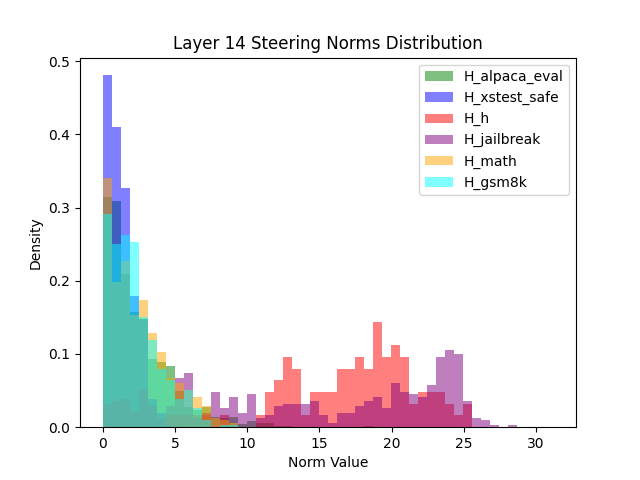 Layer 14 Steering Norms Distribution
H_alpaca_eval
H_xstest_safe
H_h
H_jailbreak
H_math
H_gsm8k
Density
0.5
0.4
0.3
0.2
0.1
0.0
0 5 10 15 20 25 30
Norm Value